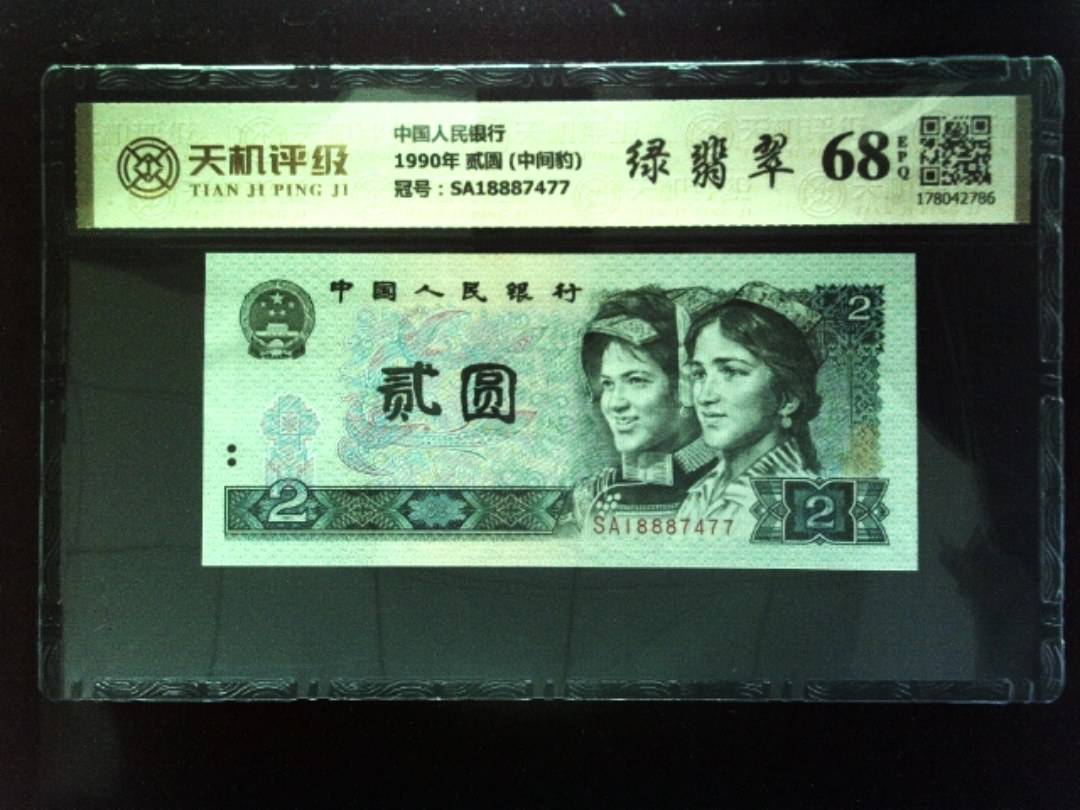 天机评级
TIAN JI PING JI
中国人民银行
1990年 贰圆 (中间豹)
冠号：SA18887477
绿翡翠
68
EPQ
178042786
中国人民银行
2
贰圆
2
SA18887477
2